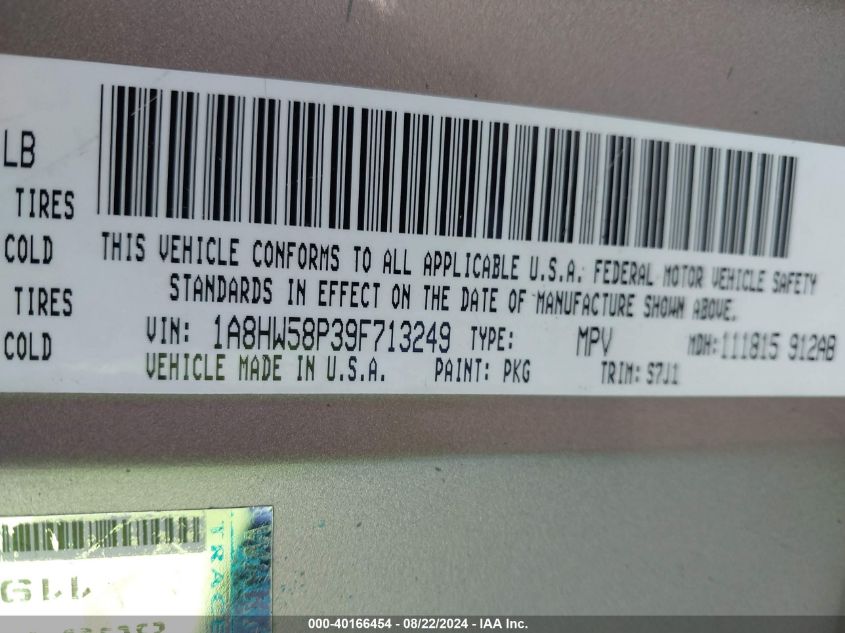 LB
TIRES
COLD
THIS VEHICLE CONFORMS TO ALL APPLICABLE U.S.A. FEDERAL MOTOR VEHICLE SAFETY
STANDARDS IN EFFECT ON THE DATE OF MANUFACTURE SHOWN ABOVE.
TIRES
VIN: 1A8HW58P39F713249 TYPE: MPV MDH: 111815 912AB
COLD
VEHICLE MADE IN U.S.A. PAINT: PKG TRIM: S7J1
TRACE
000-40166454 - 08/22/2024 - IAA Inc.